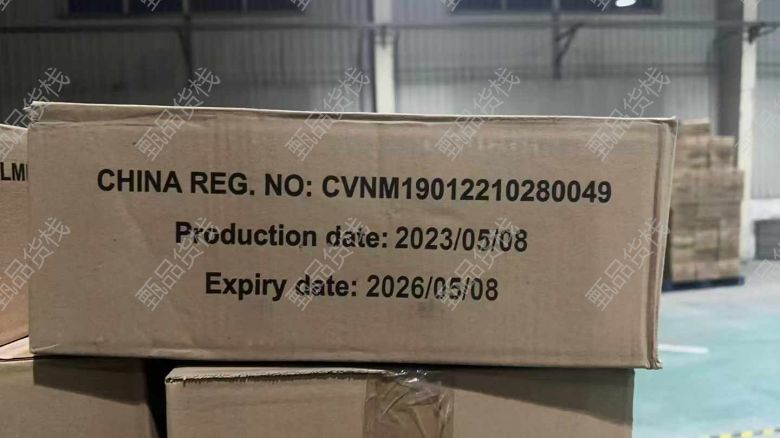 CHINA REG. NO: CVNM19012210280049
Production date: 2023/05/08
Expiry date: 2026/05/08
甄品货栈